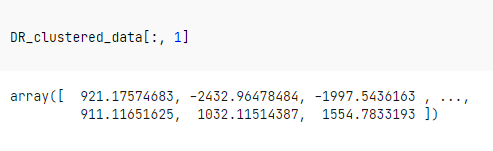 DR_clustered_data[:, 1]
array([  921.17574683, -2432.96478484, -1997.5436163 , ...,
         911.11651625,  1032.11514387,  1554.7833193 ])